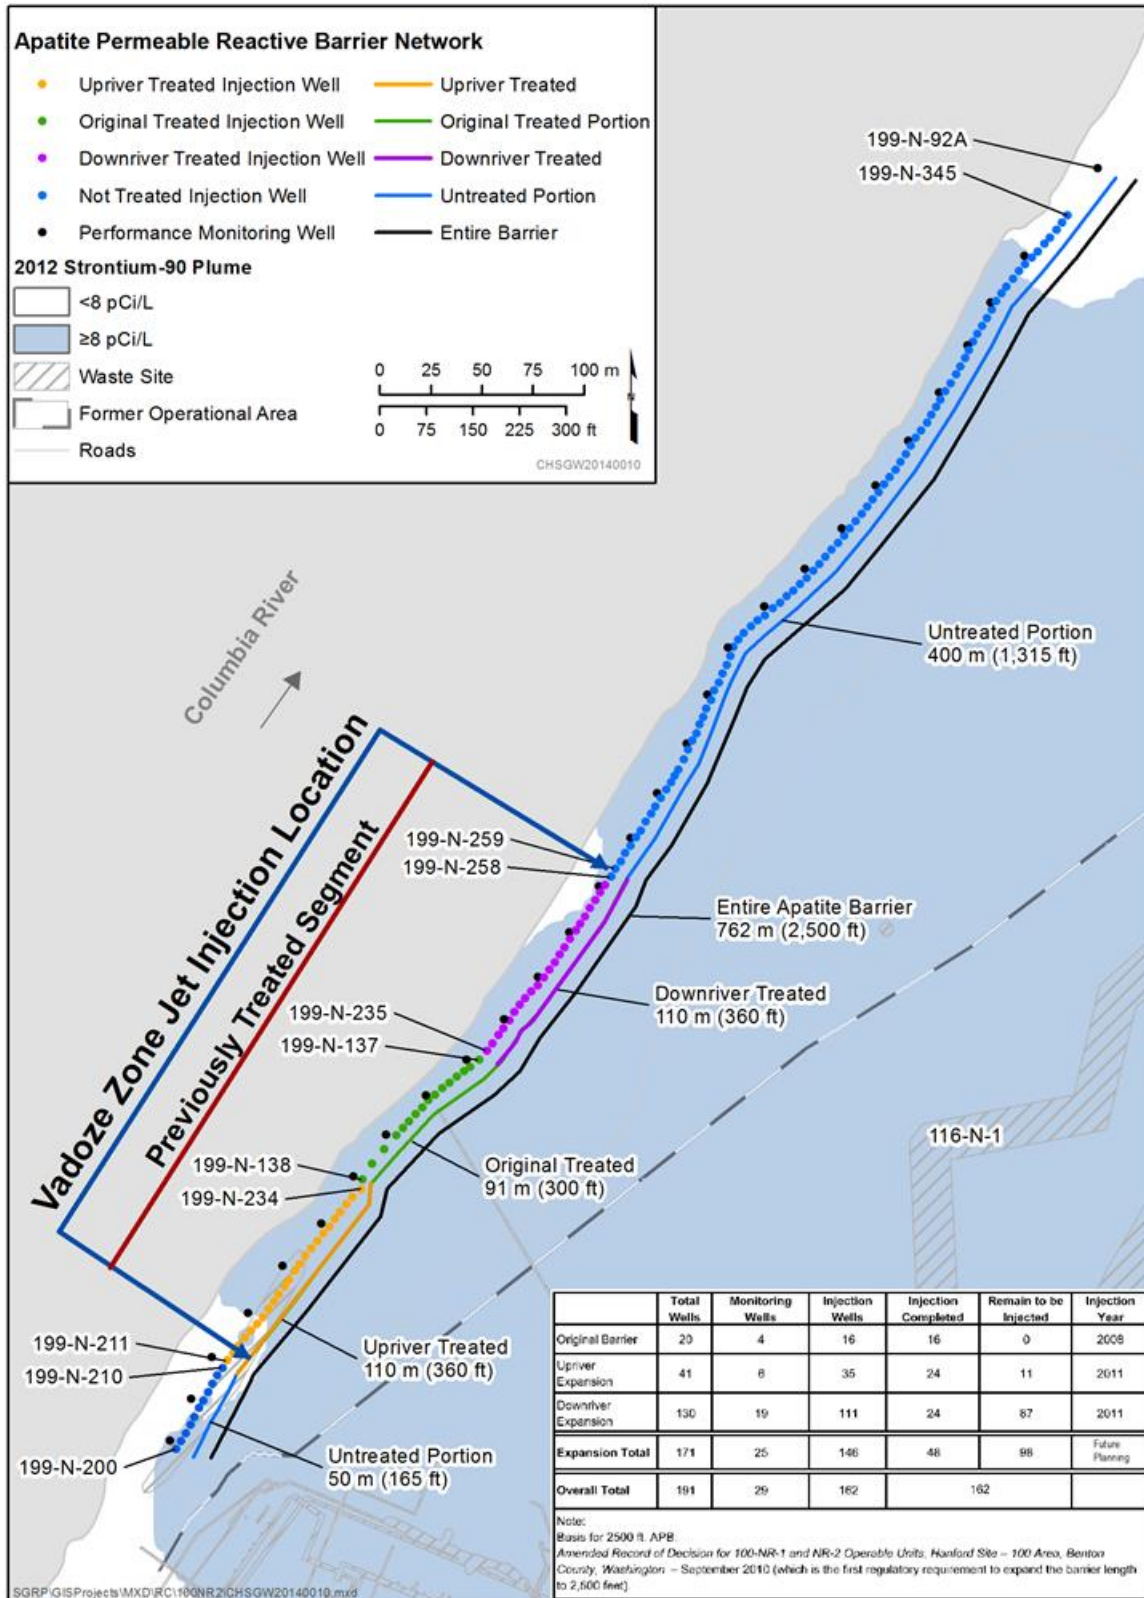 Apatite Permeable Reactive Barrier Network
Upriver Treated Injection Well
Upriver Treated
Original Treated Injection Well
Original Treated Portion
Downriver Treated Injection Well
Downriver Treated
Not Treated Injection Well
Untreated Portion
Performance Monitoring Well
Entire Barrier
2012 Strontium-90 Plume
<8 pCi/L
≥8 pCi/L
Waste Site
Former Operational Area
Roads
0 25 50 75 100 m
0 75 150 225 300 ft
N
CHSGW20140010
199-N-92A
199-N-345
Columbia River
Untreated Portion
400 m (1,315 ft)
Vadoze Zone Jet Injection Location
Previously Treated Segment
199-N-259
199-N-258
Entire Apatite Barrier
762 m (2,500 ft)
Downriver Treated
110 m (360 ft)
199-N-235
199-N-137
116-N-1
199-N-138
199-N-234
Original Treated
91 m (300 ft)
199-N-211
199-N-210
Upriver Treated
110 m (360 ft)
199-N-200
Untreated Portion
50 m (165 ft)
Total Wells Monitoring Wells Injection Wells Injection Completed Remain to be Injected Injection Year
Original Barrier 20 4 16 16 0 2008
Upriver Expansion 41 6 35 24 11 2011
Downriver Expansion 130 19 111 24 87 2011
Expansion Total 171 25 146 48 98 Future Planning
Overall Total 191 29 162 162
Note:
Basis for 2500 ft. APB.
Amended Record of Decision for 100-NR-1 and NR-2 Operable Units, Hanford Site – 100 Area, Benton
County, Washington – September 2010 (which is the first regulatory requirement to expand the barrier length
to 2,500 feet)
SGRP\GISProjects\MXD\RC\100NR2\CHSGW20140010.mxd